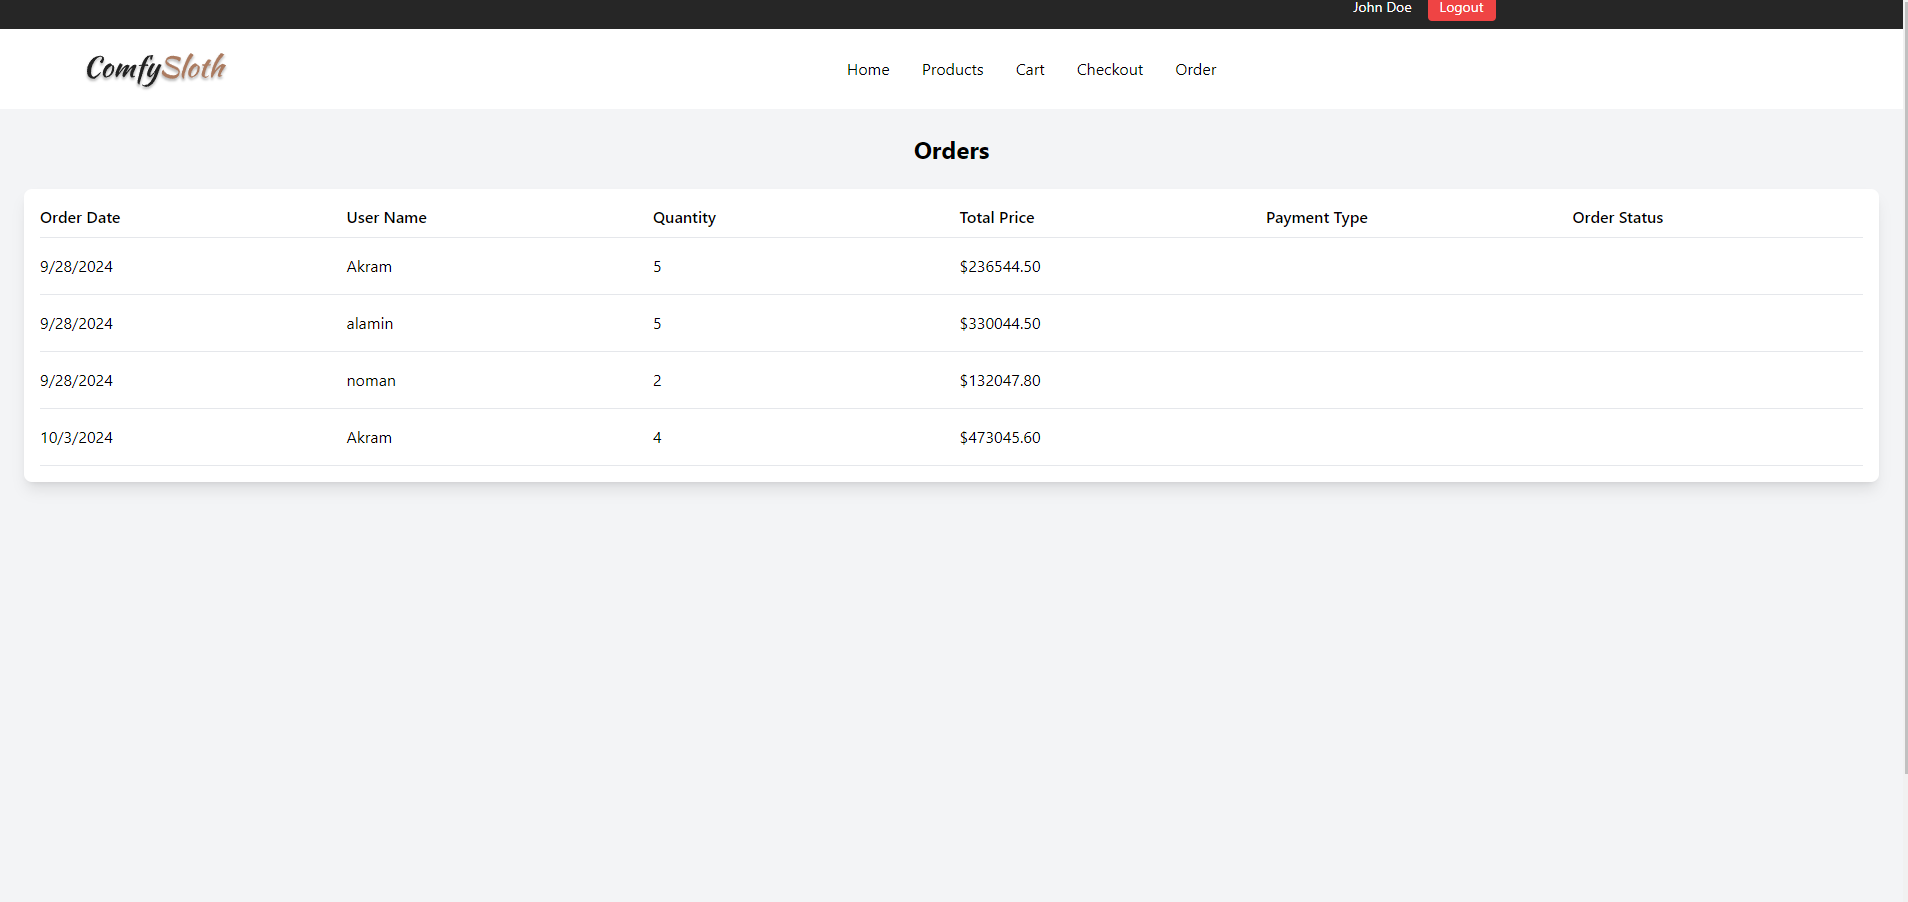 John Doe Logout
ComfySloth
Home Products Cart Checkout Order
Orders
Order Date User Name Quantity Total Price Payment Type Order Status
9/28/2024 Akram 5 $236544.50
9/28/2024 alamin 5 $330044.50
9/28/2024 noman 2 $132047.80
10/3/2024 Akram 4 $473045.60